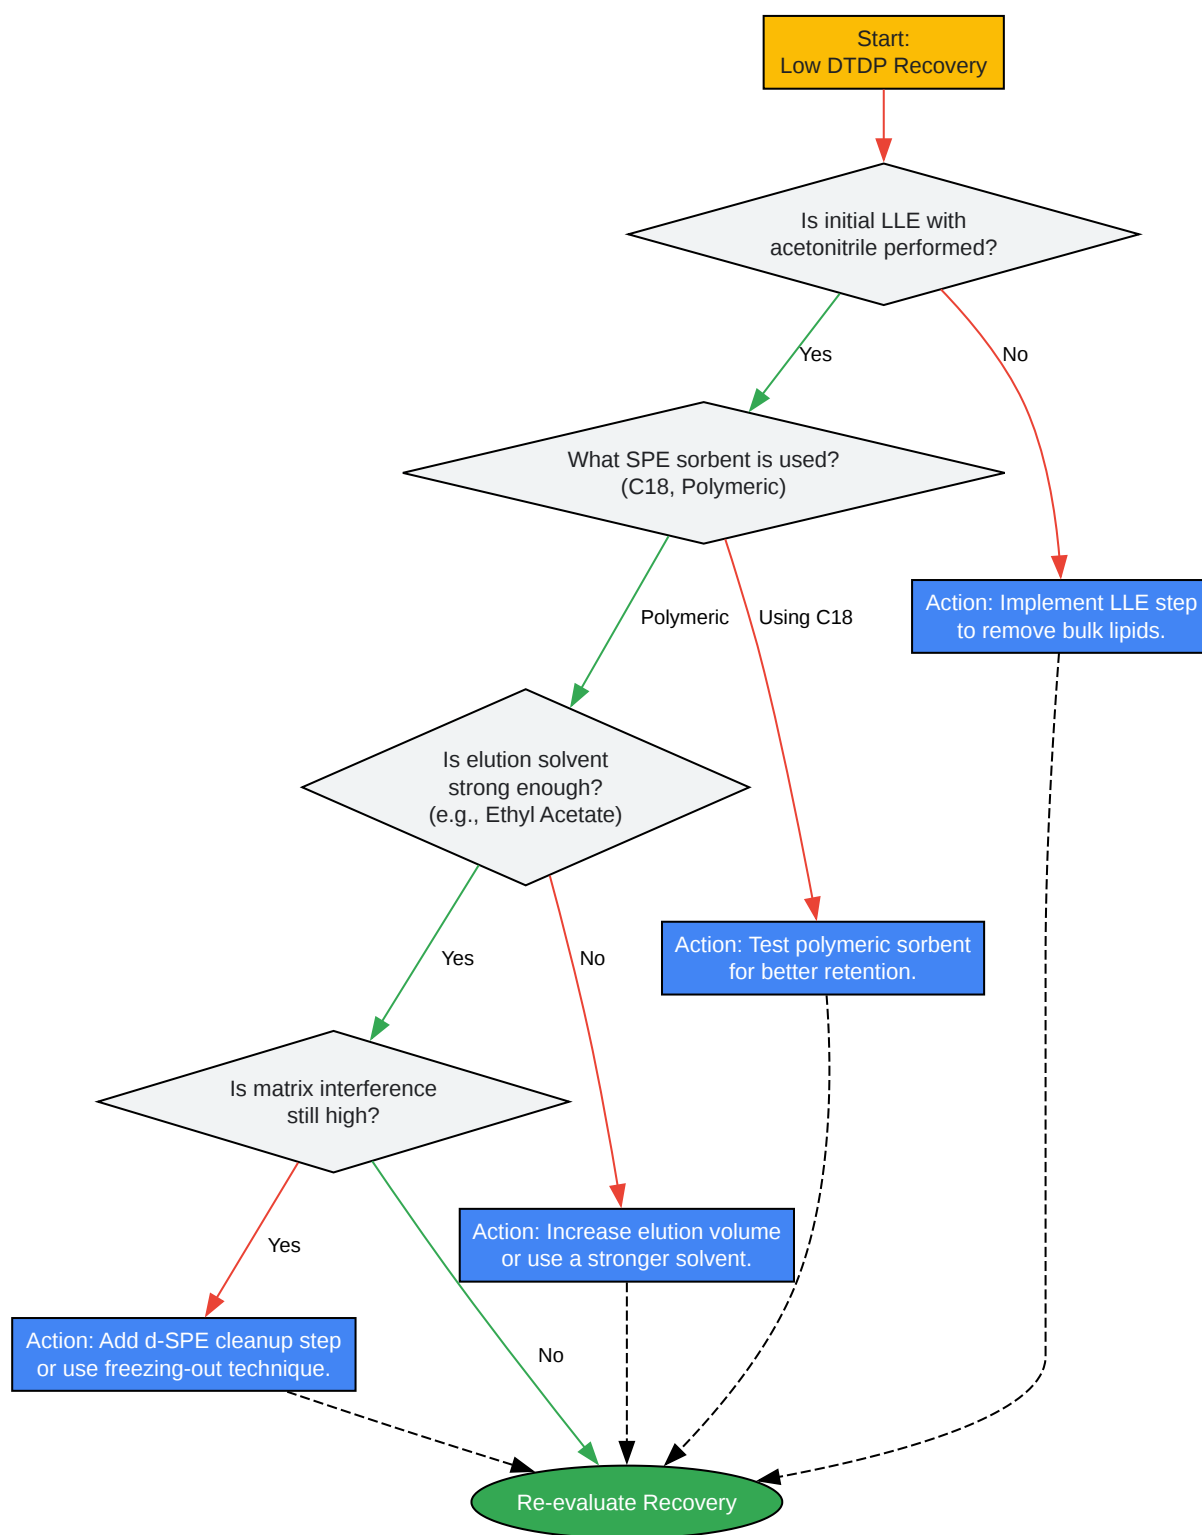 Start:
Low DTDP Recovery
Is initial LLE with
acetonitrile performed?
Yes
No
What SPE sorbent is used?
(C18, Polymeric)
Polymeric
Using C18
Action: Implement LLE step
to remove bulk lipids.
Is elution solvent
strong enough?
(e.g., Ethyl Acetate)
Yes
No
Action: Test polymeric sorbent
for better retention.
Is matrix interference
still high?
Yes
No
Action: Increase elution volume
or use a stronger solvent.
Action: Add d-SPE cleanup step
or use freezing-out technique.
Re-evaluate Recovery